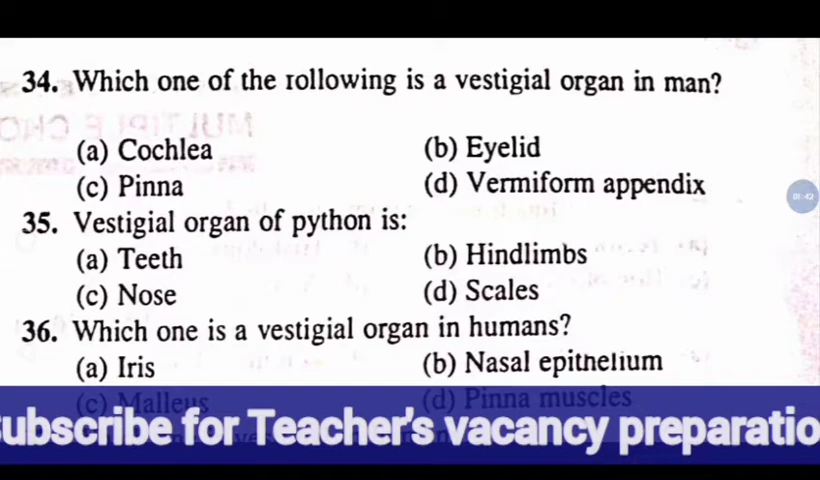 34. Which one of the rollowing is a vestigial organ in man?
(a) Cochlea (b) Eyelid
(c) Pinna (d) Vermiform appendix
35. Vestigial organ of python is:
(a) Teeth (b) Hindlimbs
(c) Nose (d) Scales
36. Which one is a vestigial organ in humans?
(a) Iris (b) Nasal epithelium
(c) Malleus (d) Pinna muscles
ubscribe for Teacher's vacancy preparatio
01:42